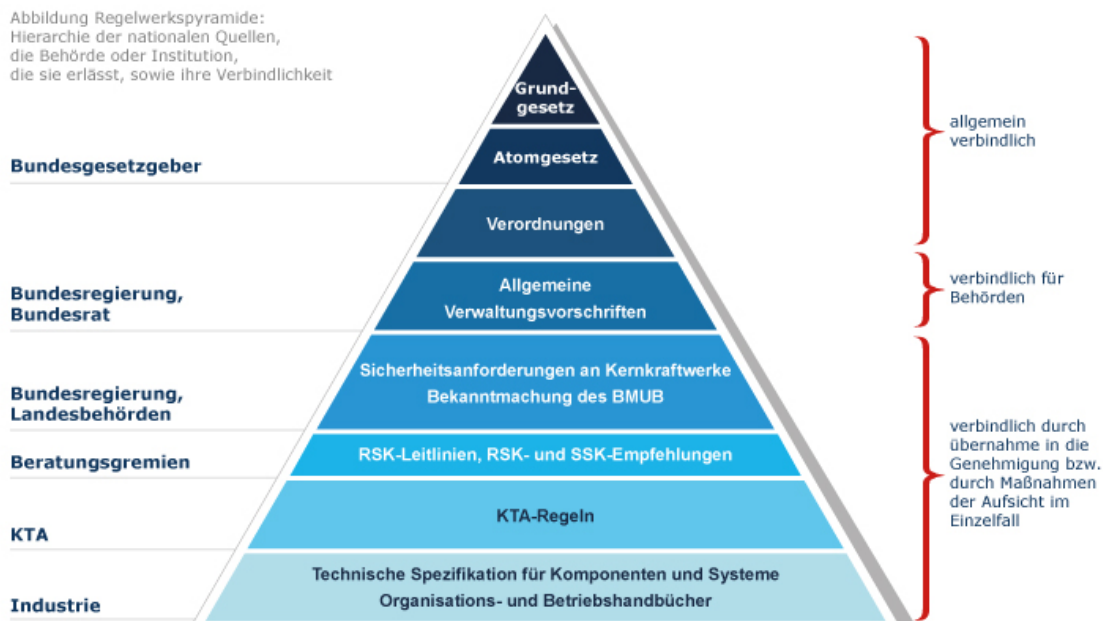 Abbildung Regelwerkspyramide:
Hierarchie der nationalen Quellen,
die Behörde oder Institution,
die sie erlässt, sowie ihre Verbindlichkeit
Grund-
gesetz
allgemein
verbindlich
Bundesgesetzgeber
Atomgesetz
Verordnungen
Bundesregierung,
Bundesrat
Allgemeine
Verwaltungsvorschriften
verbindlich für
Behörden
Bundesregierung,
Landesbehörden
Sicherheitsanforderungen an Kernkraftwerke
Bekanntmachung des BMUB
Beratungsgremien
RSK-Leitlinien, RSK- und SSK-Empfehlungen
verbindlich durch
übernahme in die
Genehmigung bzw.
durch Maßnahmen
der Aufsicht im
Einzelfall
KTA
KTA-Regeln
Industrie
Technische Spezifikation für Komponenten und Systeme
Organisations- und Betriebshandbücher